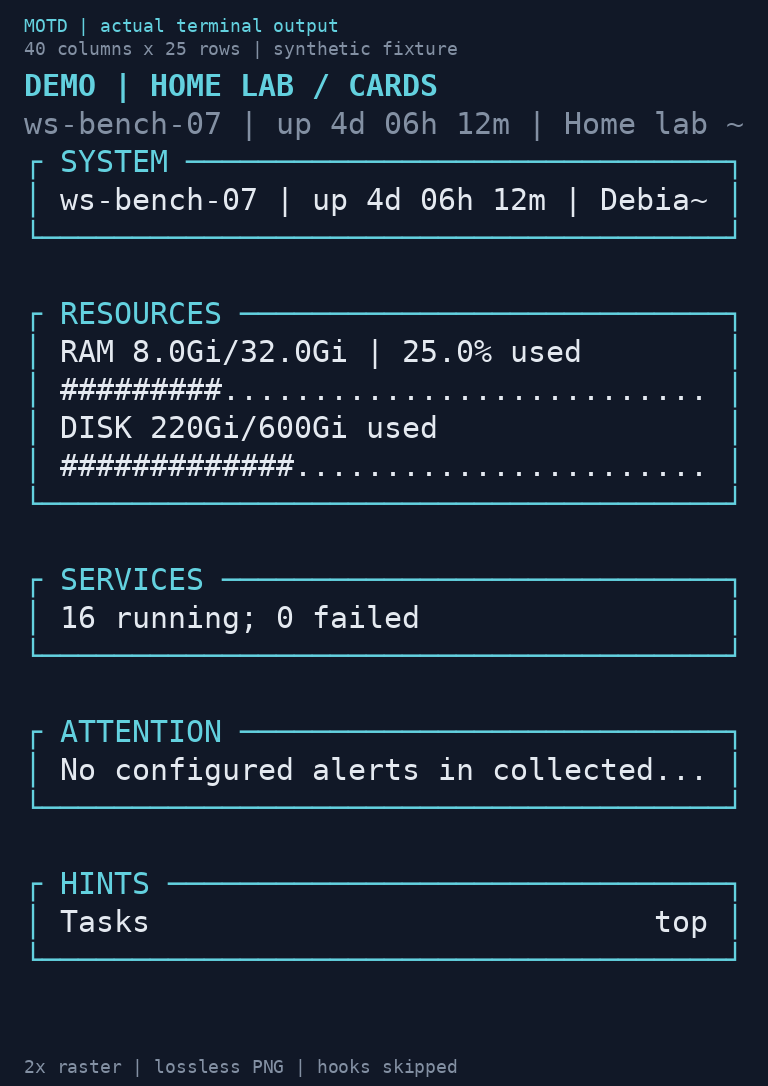 MOTD | actual terminal output
40 columns x 25 rows | synthetic fixture
DEMO | HOME LAB / CARDS
ws-bench-07 | up 4d 06h 12m | Home lab ~
SYSTEM
ws-bench-07 | up 4d 06h 12m | Debia~
RESOURCES
RAM 8.0Gi/32.0Gi | 25.0% used
#########...........................
DISK 220Gi/600Gi used
#############.......................
SERVICES
16 running; 0 failed
ATTENTION
No configured alerts in collected...
HINTS
Tasks                            top
2x raster | lossless PNG | hooks skipped